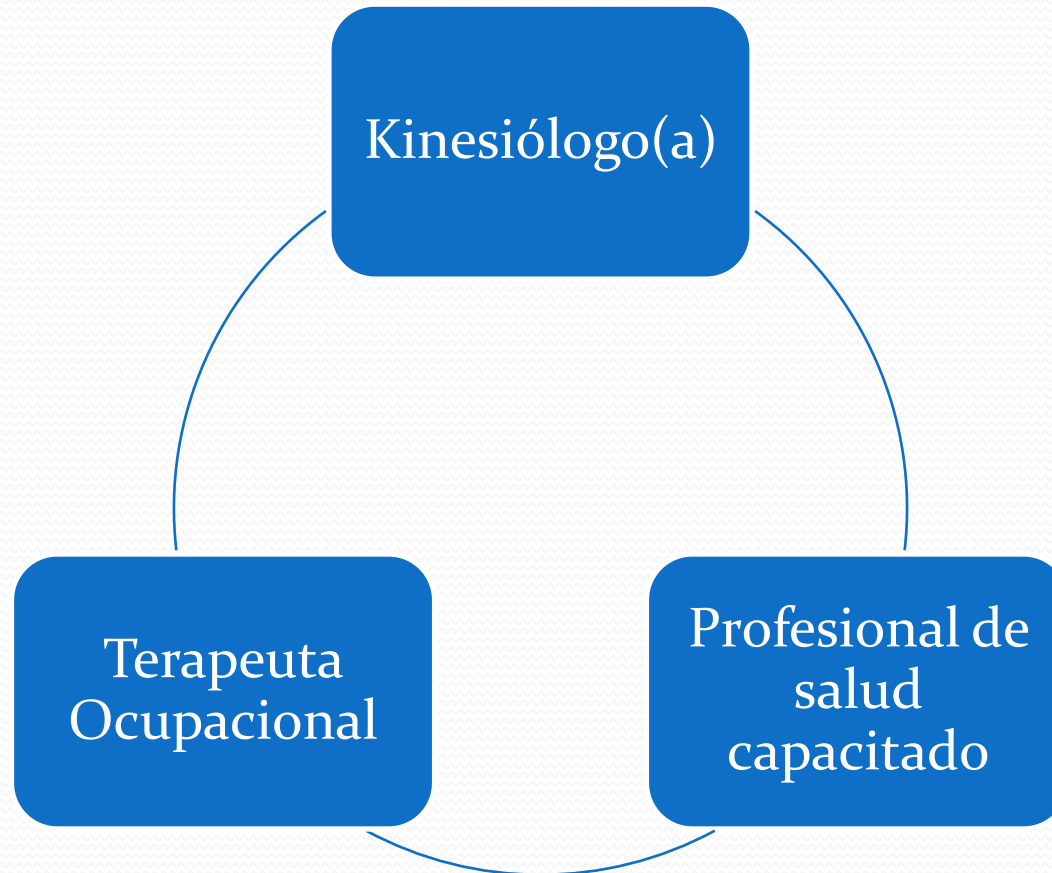 Kinesiólogo(a)
Terapeuta
Ocupacional
Profesional de
salud
capacitado